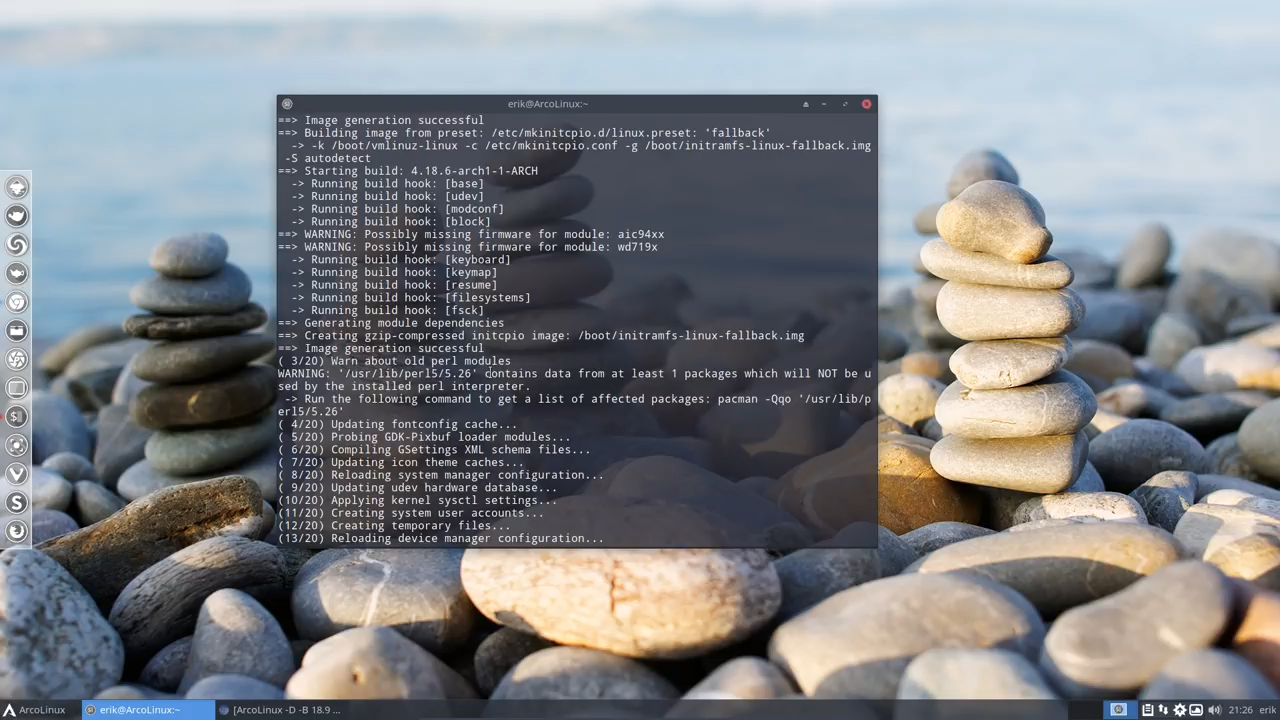 erik@ArcoLinux:~
==> Image generation successful
==> Building image from preset: /etc/mkinitcpio.d/linux.preset: 'fallback'
  -> -k /boot/vmlinuz-linux -c /etc/mkinitcpio.conf -g /boot/initramfs-linux-fallback.img
 -S autodetect
==> Starting build: 4.18.6-arch1-1-ARCH
  -> Running build hook: [base]
  -> Running build hook: [udev]
  -> Running build hook: [modconf]
  -> Running build hook: [block]
==> WARNING: Possibly missing firmware for module: aic94xx
==> WARNING: Possibly missing firmware for module: wd719x
  -> Running build hook: [keyboard]
  -> Running build hook: [keymap]
  -> Running build hook: [resume]
  -> Running build hook: [filesystems]
  -> Running build hook: [fsck]
==> Generating module dependencies
==> Creating gzip-compressed initcpio image: /boot/initramfs-linux-fallback.img
==> Image generation successful
( 3/20) Warn about old perl modules
WARNING: '/usr/lib/perl5/5.26' contains data from at least 1 packages which will NOT be u
sed by the installed perl interpreter.
 -> Run the following command to get a list of affected packages: pacman -Qqo '/usr/lib/p
erl5/5.26'
( 4/20) Updating fontconfig cache...
( 5/20) Probing GDK-Pixbuf loader modules...
( 6/20) Compiling GSettings XML schema files...
( 7/20) Updating icon theme caches...
( 8/20) Reloading system manager configuration...
( 9/20) Updating udev hardware database...
(10/20) Applying kernel sysctl settings...
(11/20) Creating system user accounts...
(12/20) Creating temporary files...
(13/20) Reloading device manager configuration...
ArcoLinux
erik@ArcoLinux:~
[ArcoLinux -D -B 18.9 ...
21:26
erik